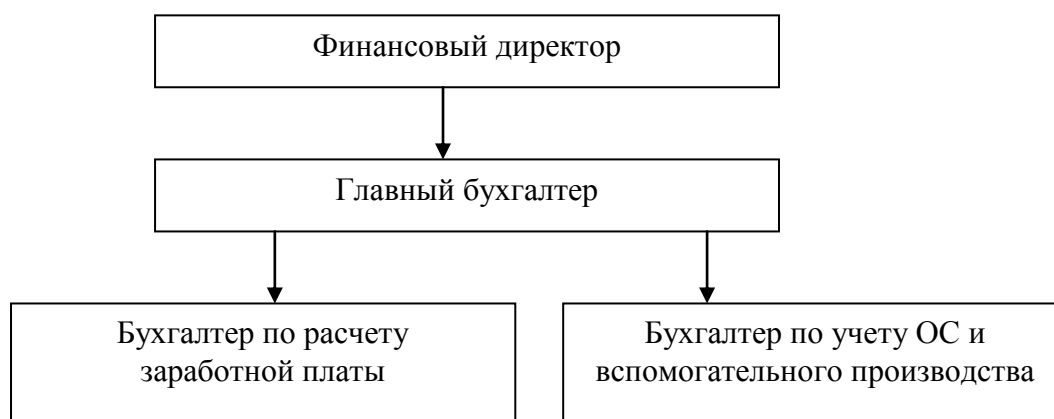 Финансовый директор
Главный бухгалтер
Бухгалтер по расчету
заработной платы
Бухгалтер по учету ОС и
вспомогательного производства